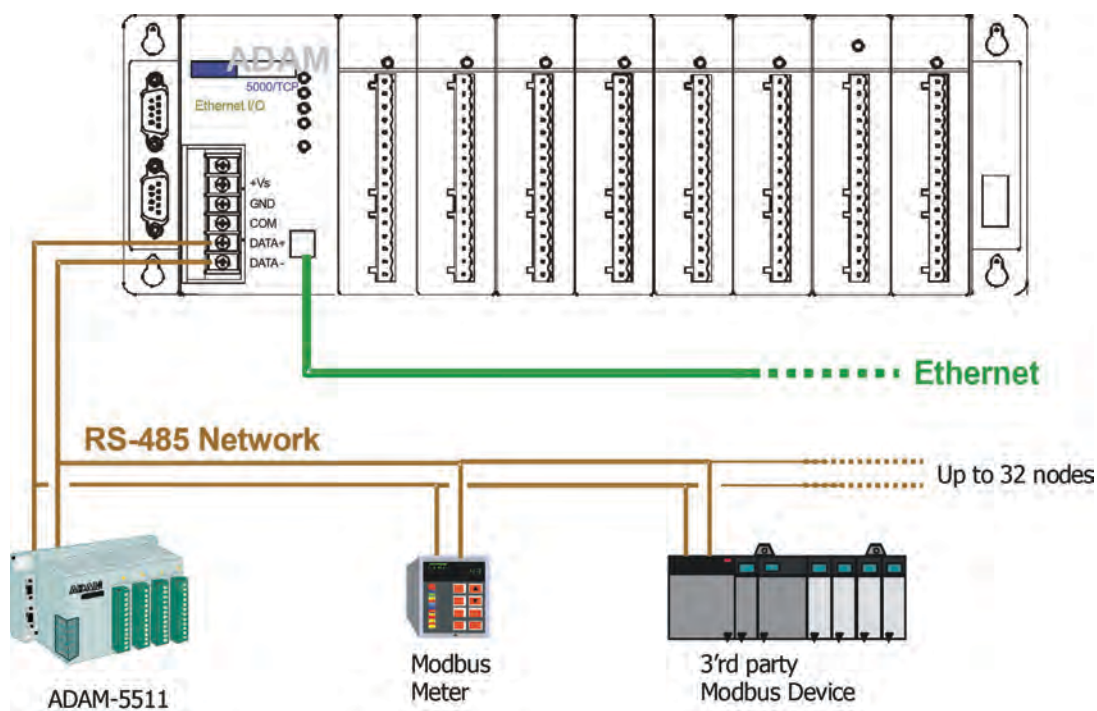 ADAM
5000/TCP
Ethernet I/O
+Vs
GND
COM
DATA+
DATA-
Ethernet
RS-485 Network
Up to 32 nodes
ADAM
ADAM-5511
Modbus
Meter
3'rd party
Modbus Device